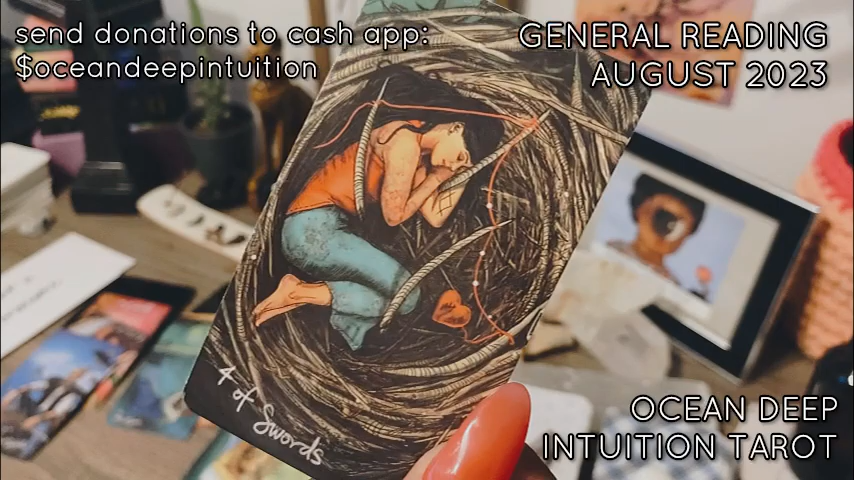 send donations to cash app:
$oceandeepintuition
GENERAL READING
AUGUST 2023
4 of Swords
OCEAN DEEP
INTUITION TAROT